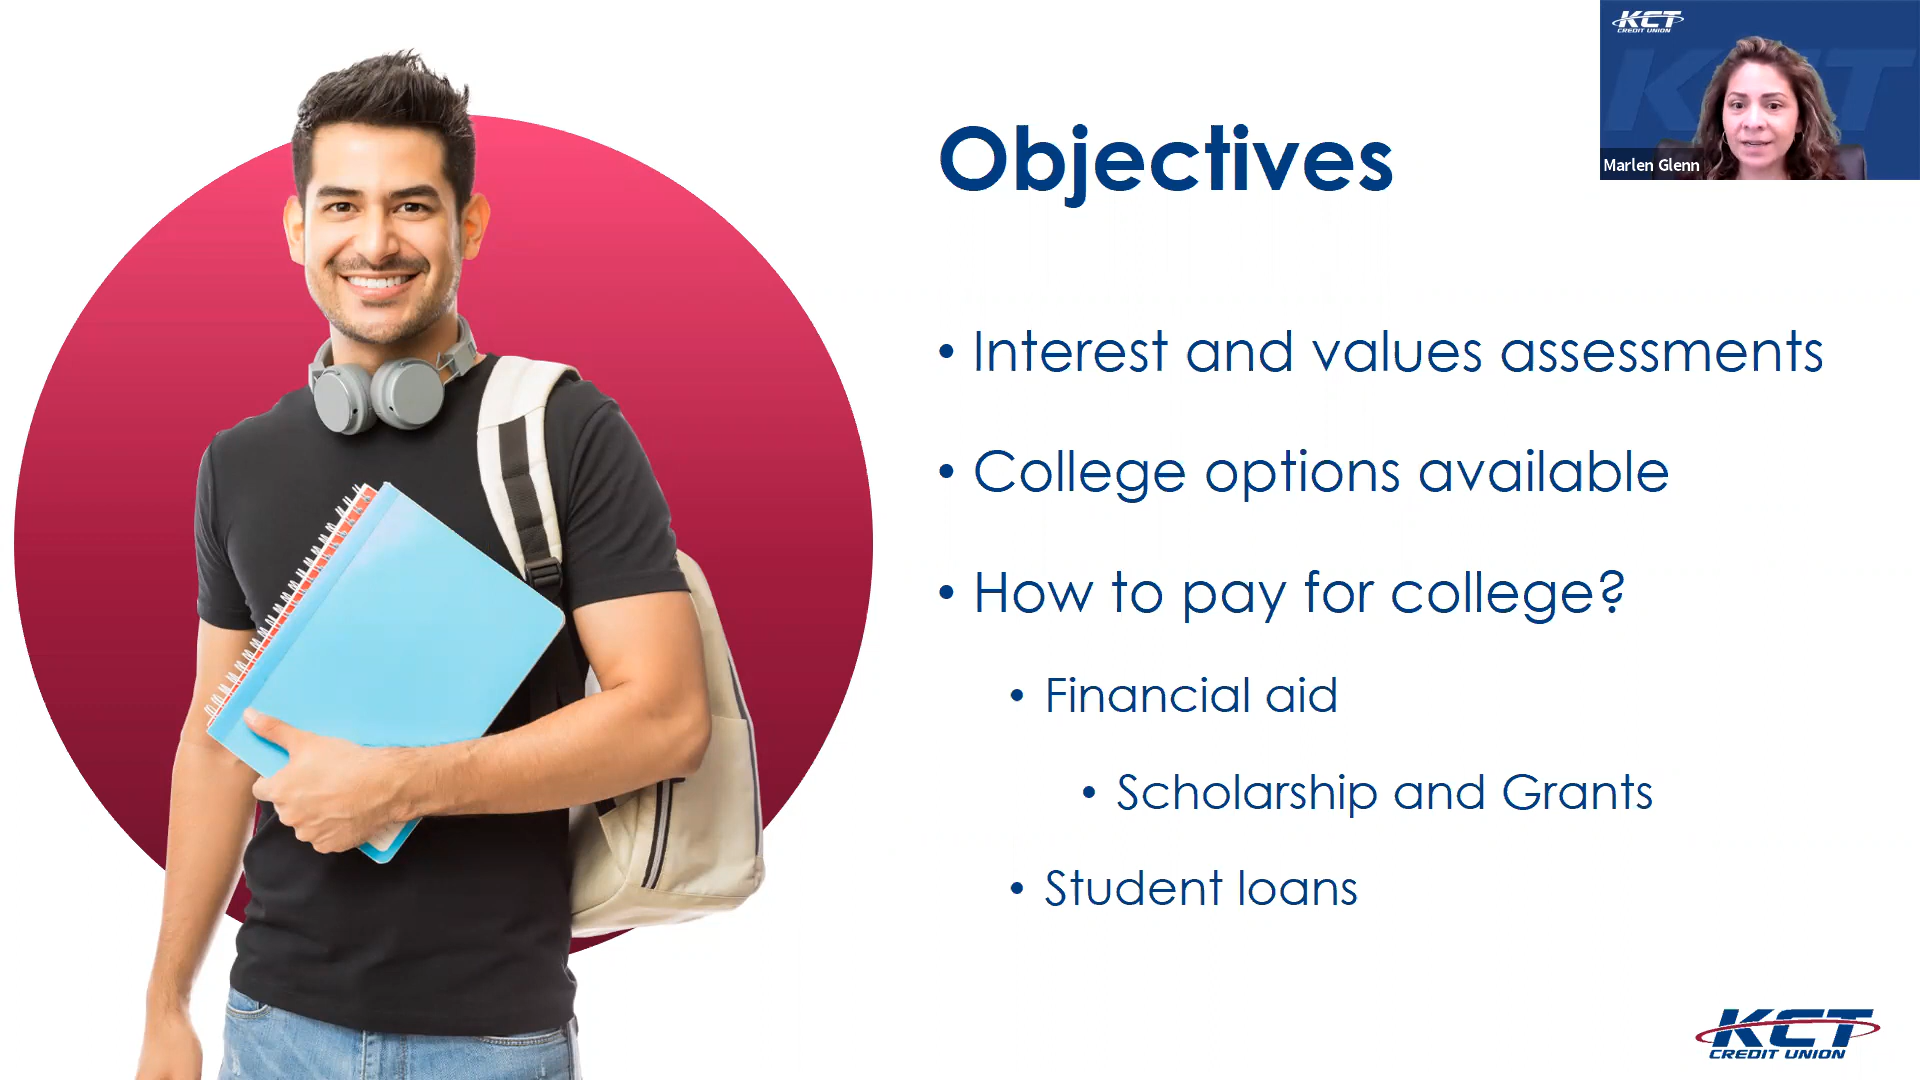 KCT
CREDIT UNION
Marlen Glenn
Objectives
• Interest and values assessments
• College options available
• How to pay for college?
• Financial aid
• Scholarship and Grants
• Student loans
KCT
CREDIT UNION